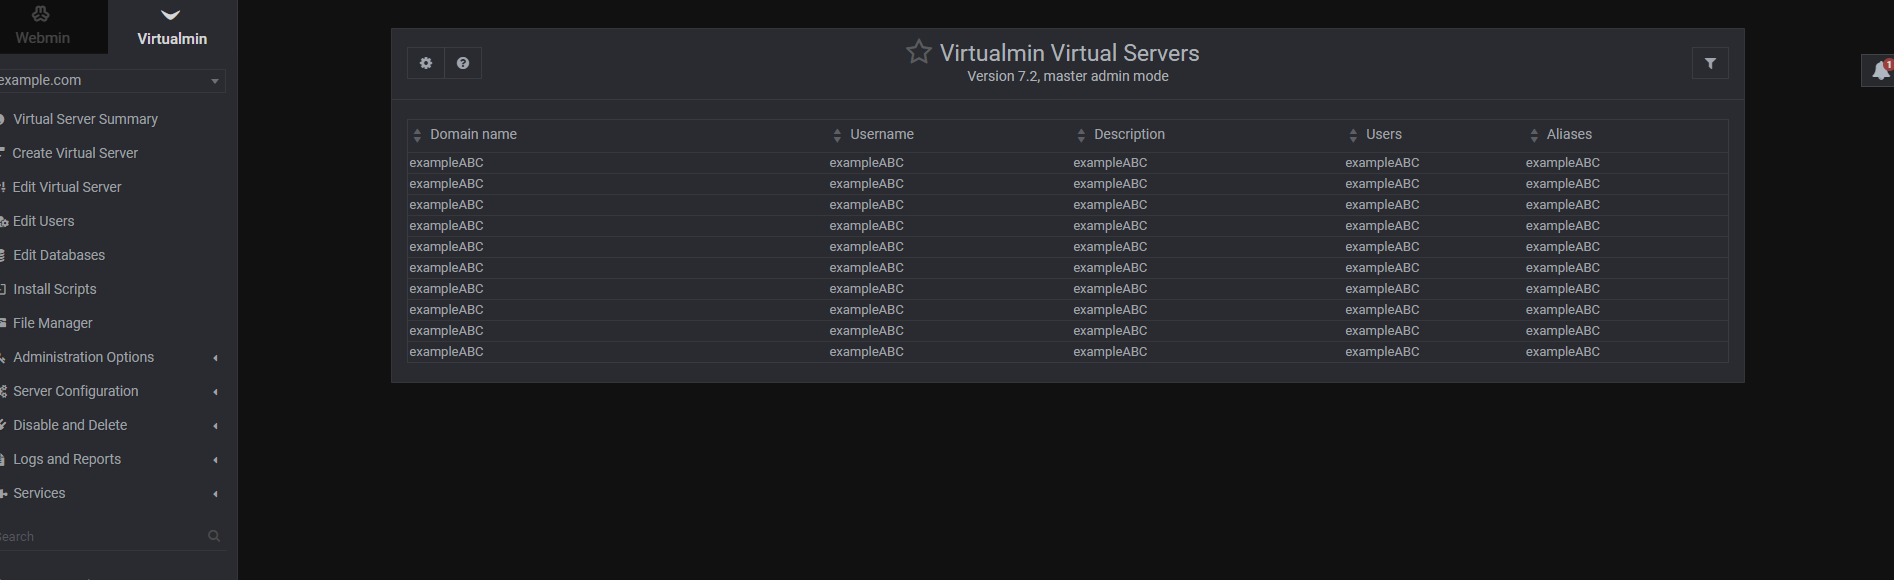 Webmin
Virtualmin
example.com
Virtual Server Summary
Create Virtual Server
Edit Virtual Server
Edit Users
Edit Databases
Install Scripts
File Manager
Administration Options
Server Configuration
Disable and Delete
Logs and Reports
Services
Search
Virtualmin Virtual Servers
Version 7.2, master admin mode
1
Domain name Username Description Users Aliases
exampleABC exampleABC exampleABC exampleABC exampleABC
exampleABC exampleABC exampleABC exampleABC exampleABC
exampleABC exampleABC exampleABC exampleABC exampleABC
exampleABC exampleABC exampleABC exampleABC exampleABC
exampleABC exampleABC exampleABC exampleABC exampleABC
exampleABC exampleABC exampleABC exampleABC exampleABC
exampleABC exampleABC exampleABC exampleABC exampleABC
exampleABC exampleABC exampleABC exampleABC exampleABC
exampleABC exampleABC exampleABC exampleABC exampleABC
exampleABC exampleABC exampleABC exampleABC exampleABC